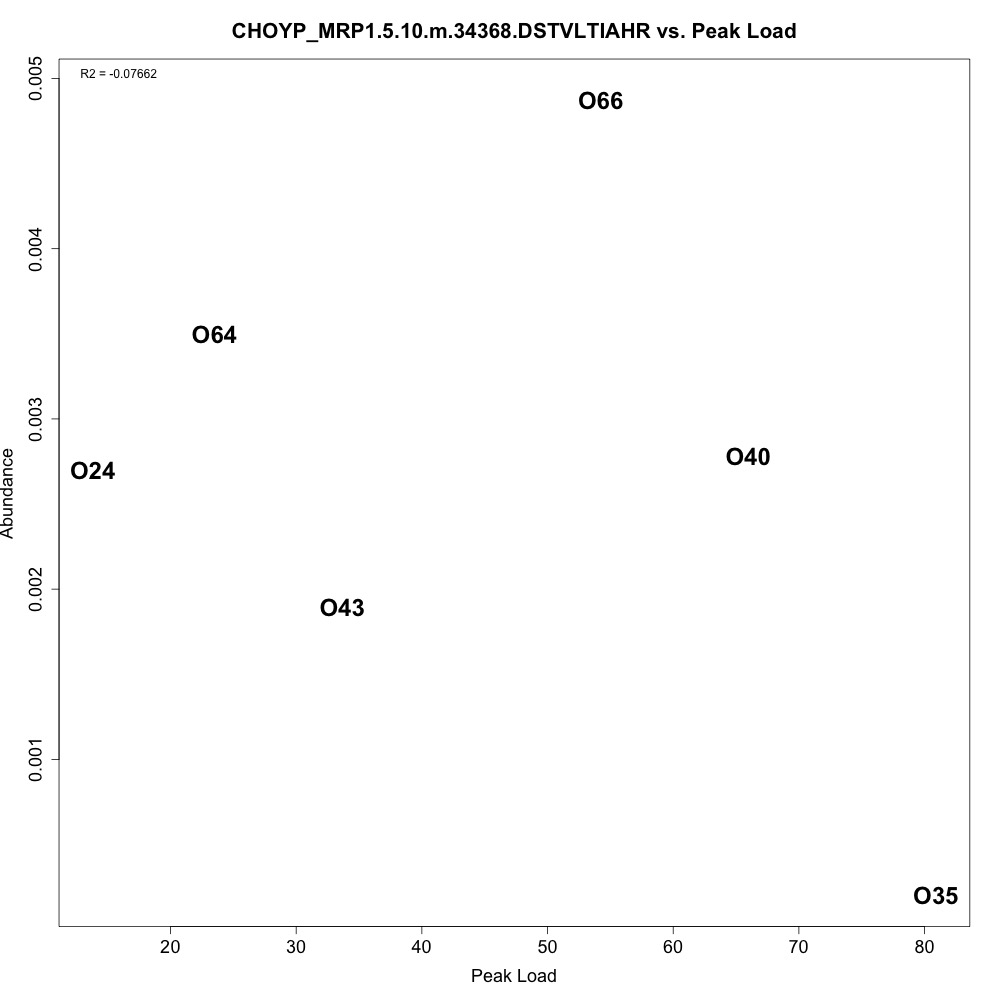 CHOYP_MRP1.5.10.m.34368.DSTVLTIAHR vs. Peak Load
R2 = -0.07662
0.005
0.004
0.003
0.002
0.001
Abundance
O66
O64
O40
O24
O43
O35
20 30 40 50 60 70 80
Peak Load